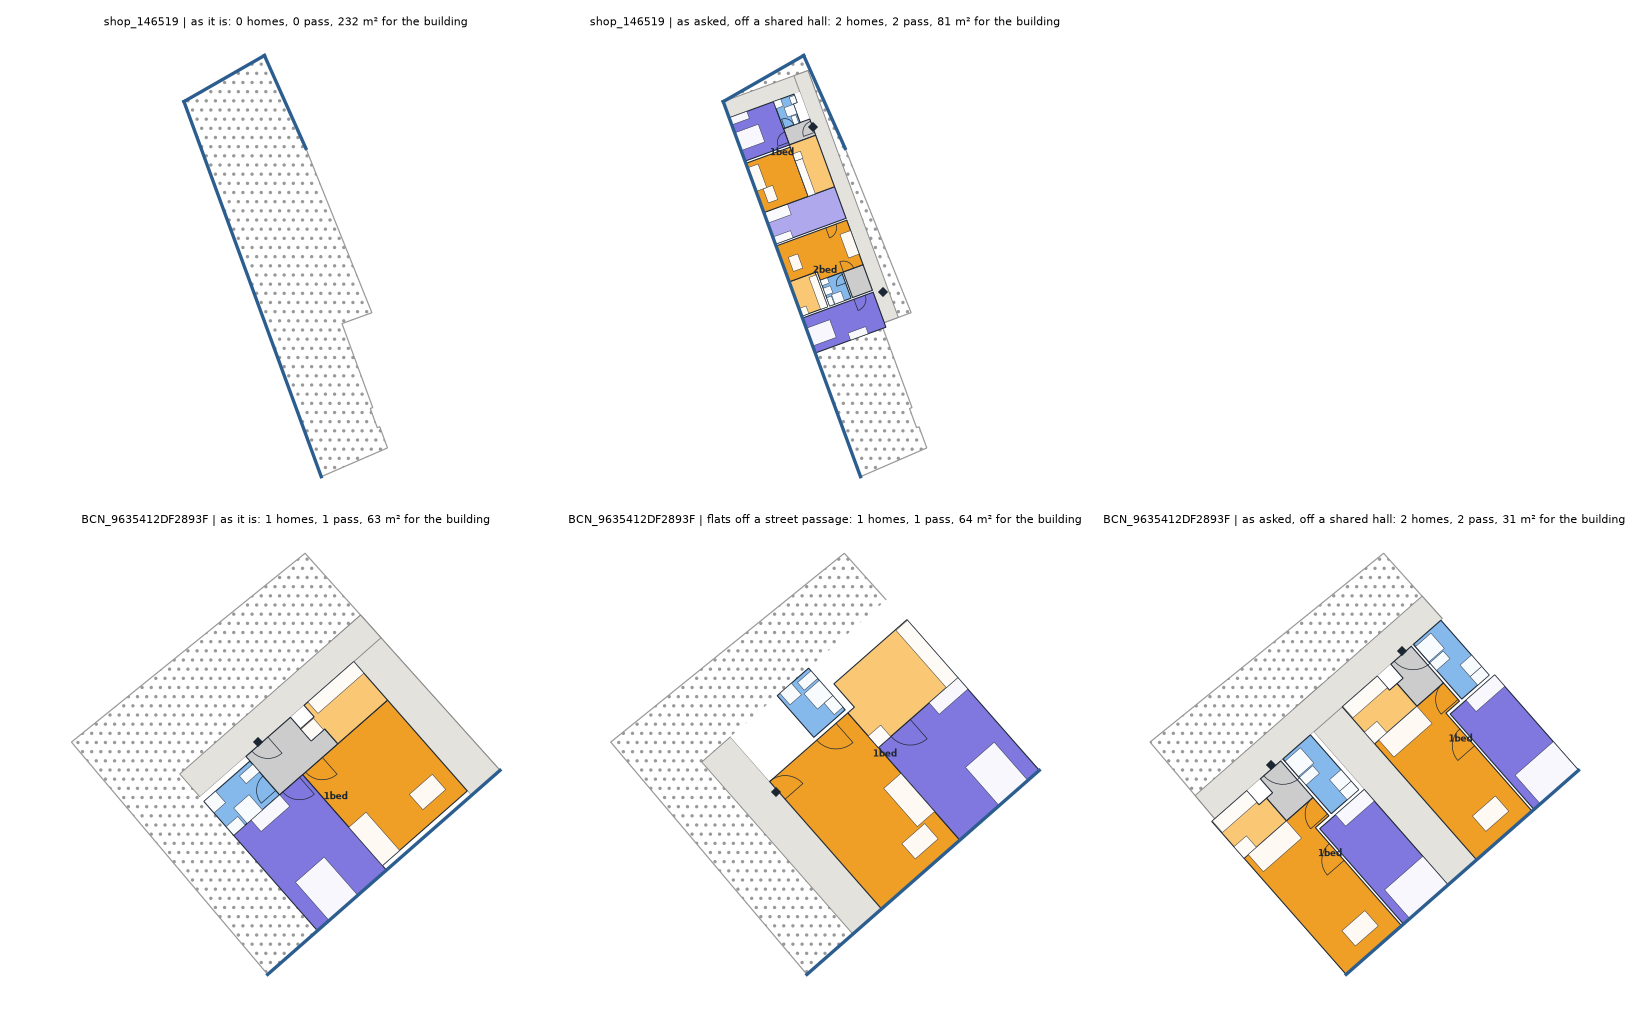 shop_146519 | as it is: 0 homes, 0 pass, 232 m² for the building
shop_146519 | as asked, off a shared hall: 2 homes, 2 pass, 81 m² for the building
1bed
2bed
BCN_9635412DF2893F | as it is: 1 homes, 1 pass, 63 m² for the building
BCN_9635412DF2893F | flats off a street passage: 1 homes, 1 pass, 64 m² for the building
BCN_9635412DF2893F | as asked, off a shared hall: 2 homes, 2 pass, 31 m² for the building
1bed
1bed
1bed
1bed